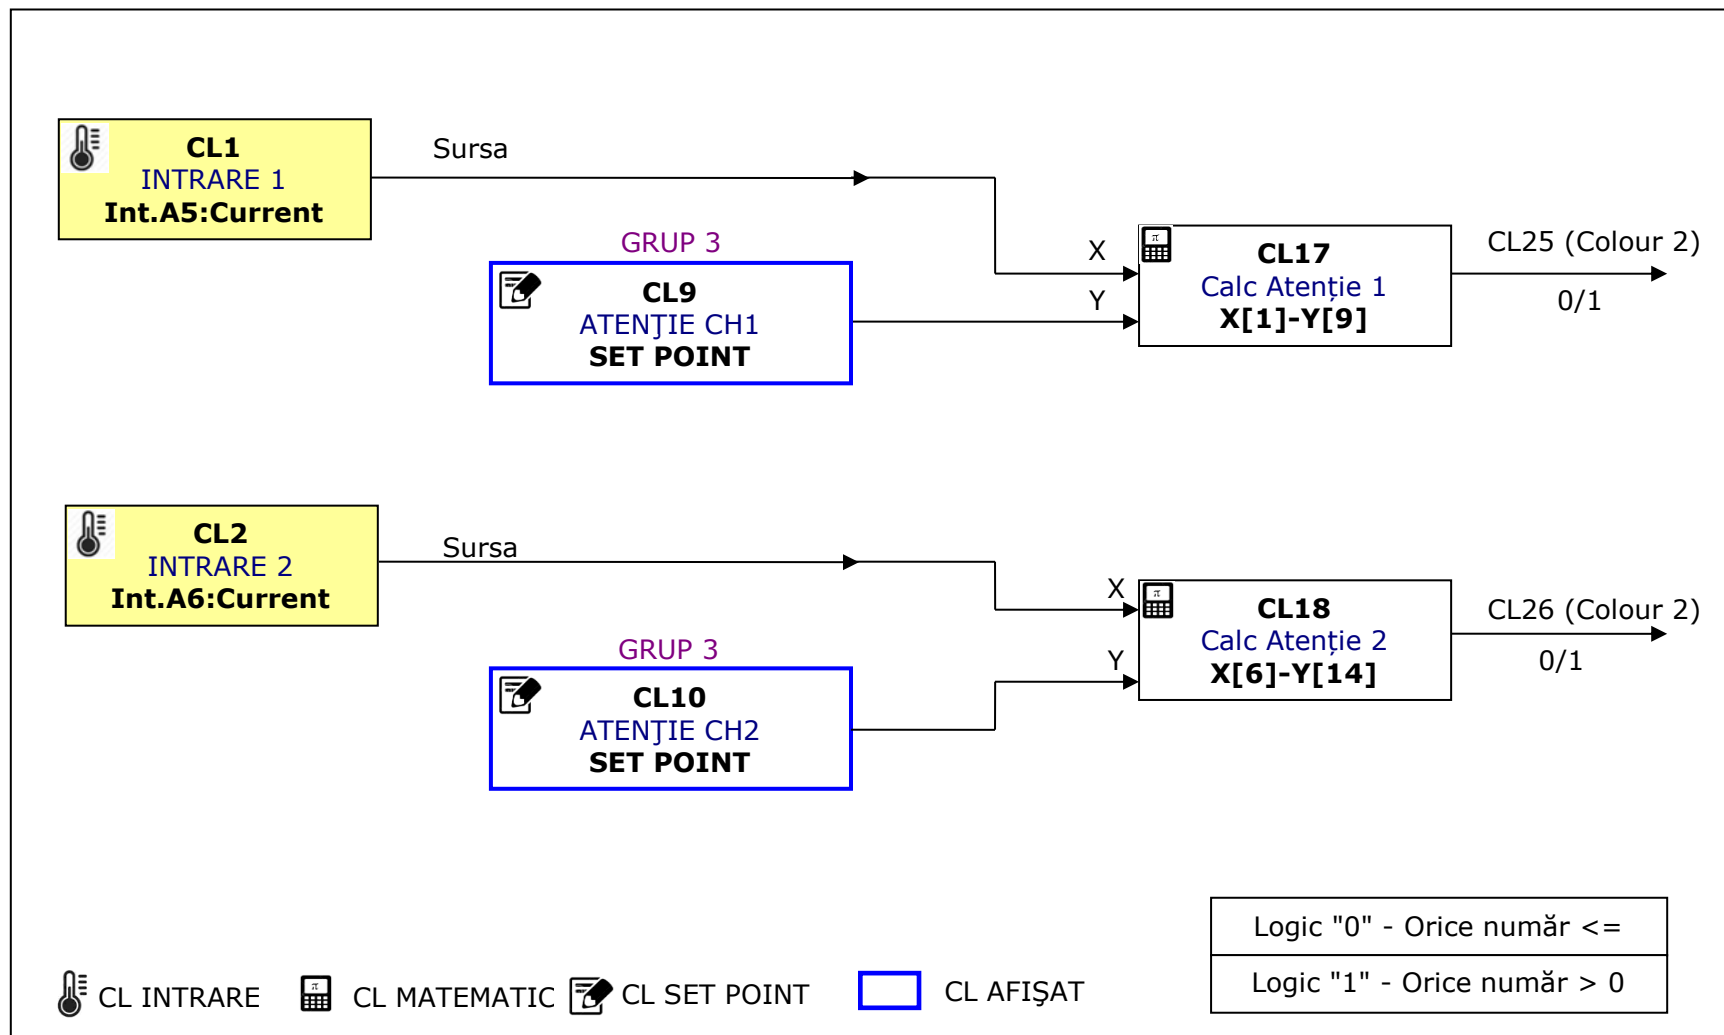 CL1
INTRARE 1
Int.A5:Current
Sursa
GRUP 3
CL9
ATENŢIE CH1
SET POINT
X
Y
CL17
Calc Atenție 1
X[1]-Y[9]
CL25 (Colour 2)
0/1
CL2
INTRARE 2
Int.A6:Current
Sursa
GRUP 3
CL10
ATENŢIE CH2
SET POINT
X
Y
CL18
Calc Atenție 2
X[6]-Y[14]
CL26 (Colour 2)
0/1
Logic "0" - Orice număr <=
Logic "1" - Orice număr > 0
CL INTRARE
CL MATEMATIC
CL SET POINT
CL AFIŞAT